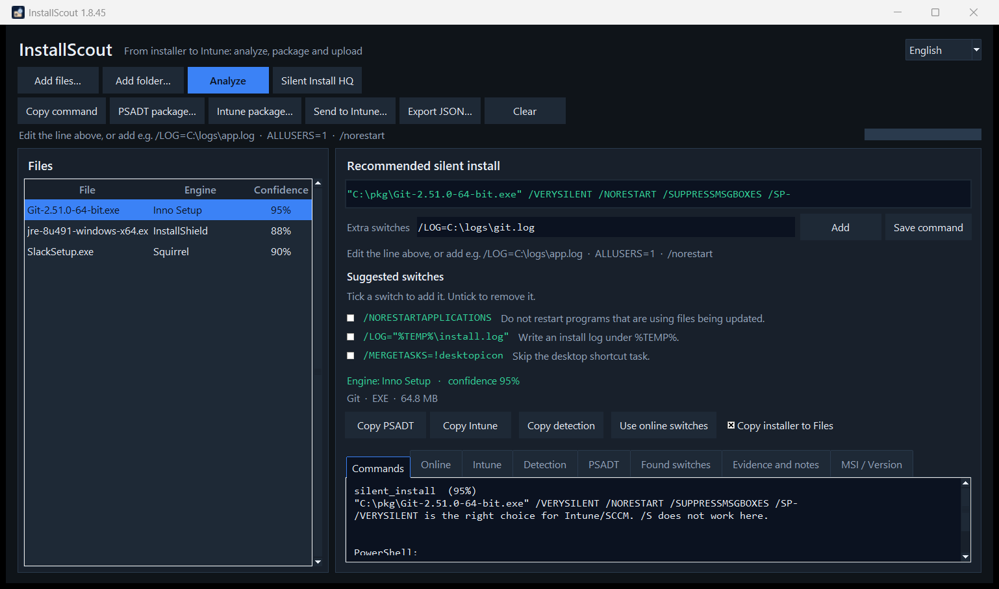 InstallScout 1.8.45
InstallScout From installer to Intune: analyze, package and upload English
Add files... Add folder... Analyze Silent Install HQ
Copy command PSADT package... Intune package... Send to Intune... Export JSON... Clear
Edit the line above, or add e.g. /LOG=C:\logs\app.log · ALLUSERS=1 · /norestart
Files
File Engine Confidence
Git-2.51.0-64-bit.exe Inno Setup 95%
jre-8u491-windows-x64.ex InstallShield 88%
SlackSetup.exe Squirrel 90%
Recommended silent install
"C:\pkg\Git-2.51.0-64-bit.exe" /VERYSILENT /NORESTART /SUPPRESSMSGBOXES /SP-
Extra switches /LOG=C:\logs\git.log Add Save command
Edit the line above, or add e.g. /LOG=C:\logs\app.log · ALLUSERS=1 · /norestart
Suggested switches
Tick a switch to add it. Untick to remove it.
/NORESTARTAPPLICATIONS Do not restart programs that are using files being updated.
/LOG="%TEMP%\install.log" Write an install log under %TEMP%.
/MERGETASKS=!desktopicon Skip the desktop shortcut task.
Engine: Inno Setup · confidence 95%
Git · EXE · 64.8 MB
Copy PSADT Copy Intune Copy detection Use online switches Copy installer to Files
Commands Online Intune Detection PSADT Found switches Evidence and notes MSI / Version
silent_install (95%)
"C:\pkg\Git-2.51.0-64-bit.exe" /VERYSILENT /NORESTART /SUPPRESSMSGBOXES /SP-
/VERYSILENT is the right choice for Intune/SCCM. /S does not work here.
PowerShell: